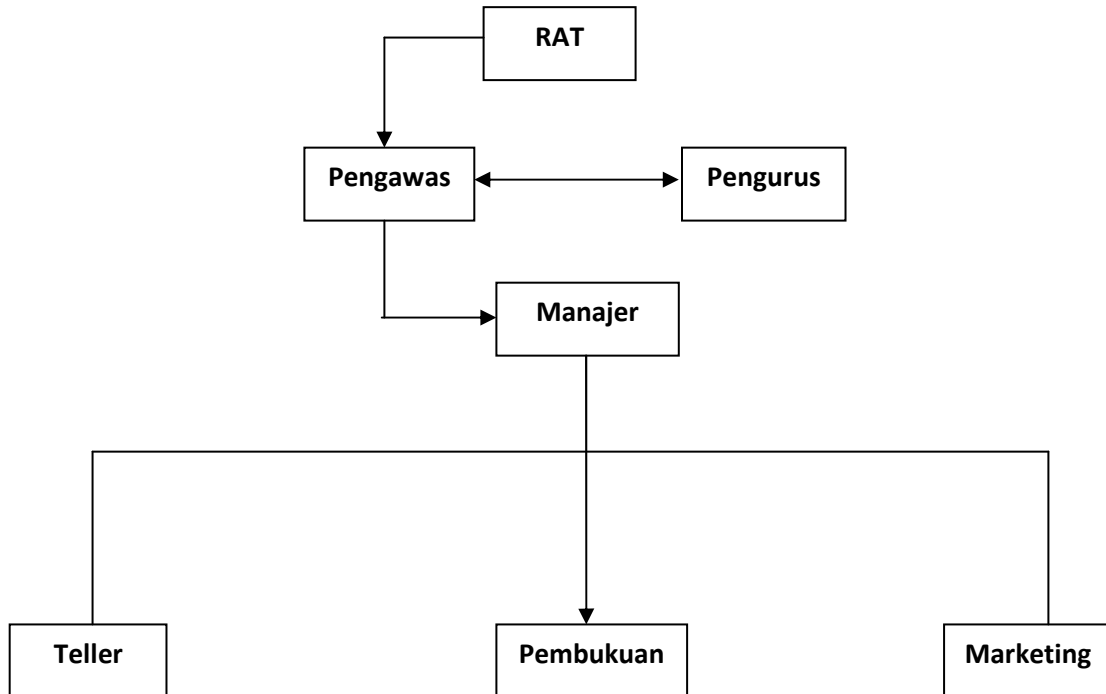 RAT
Pengawas
Pengurus
Manajer
Teller
Pembukuan
Marketing